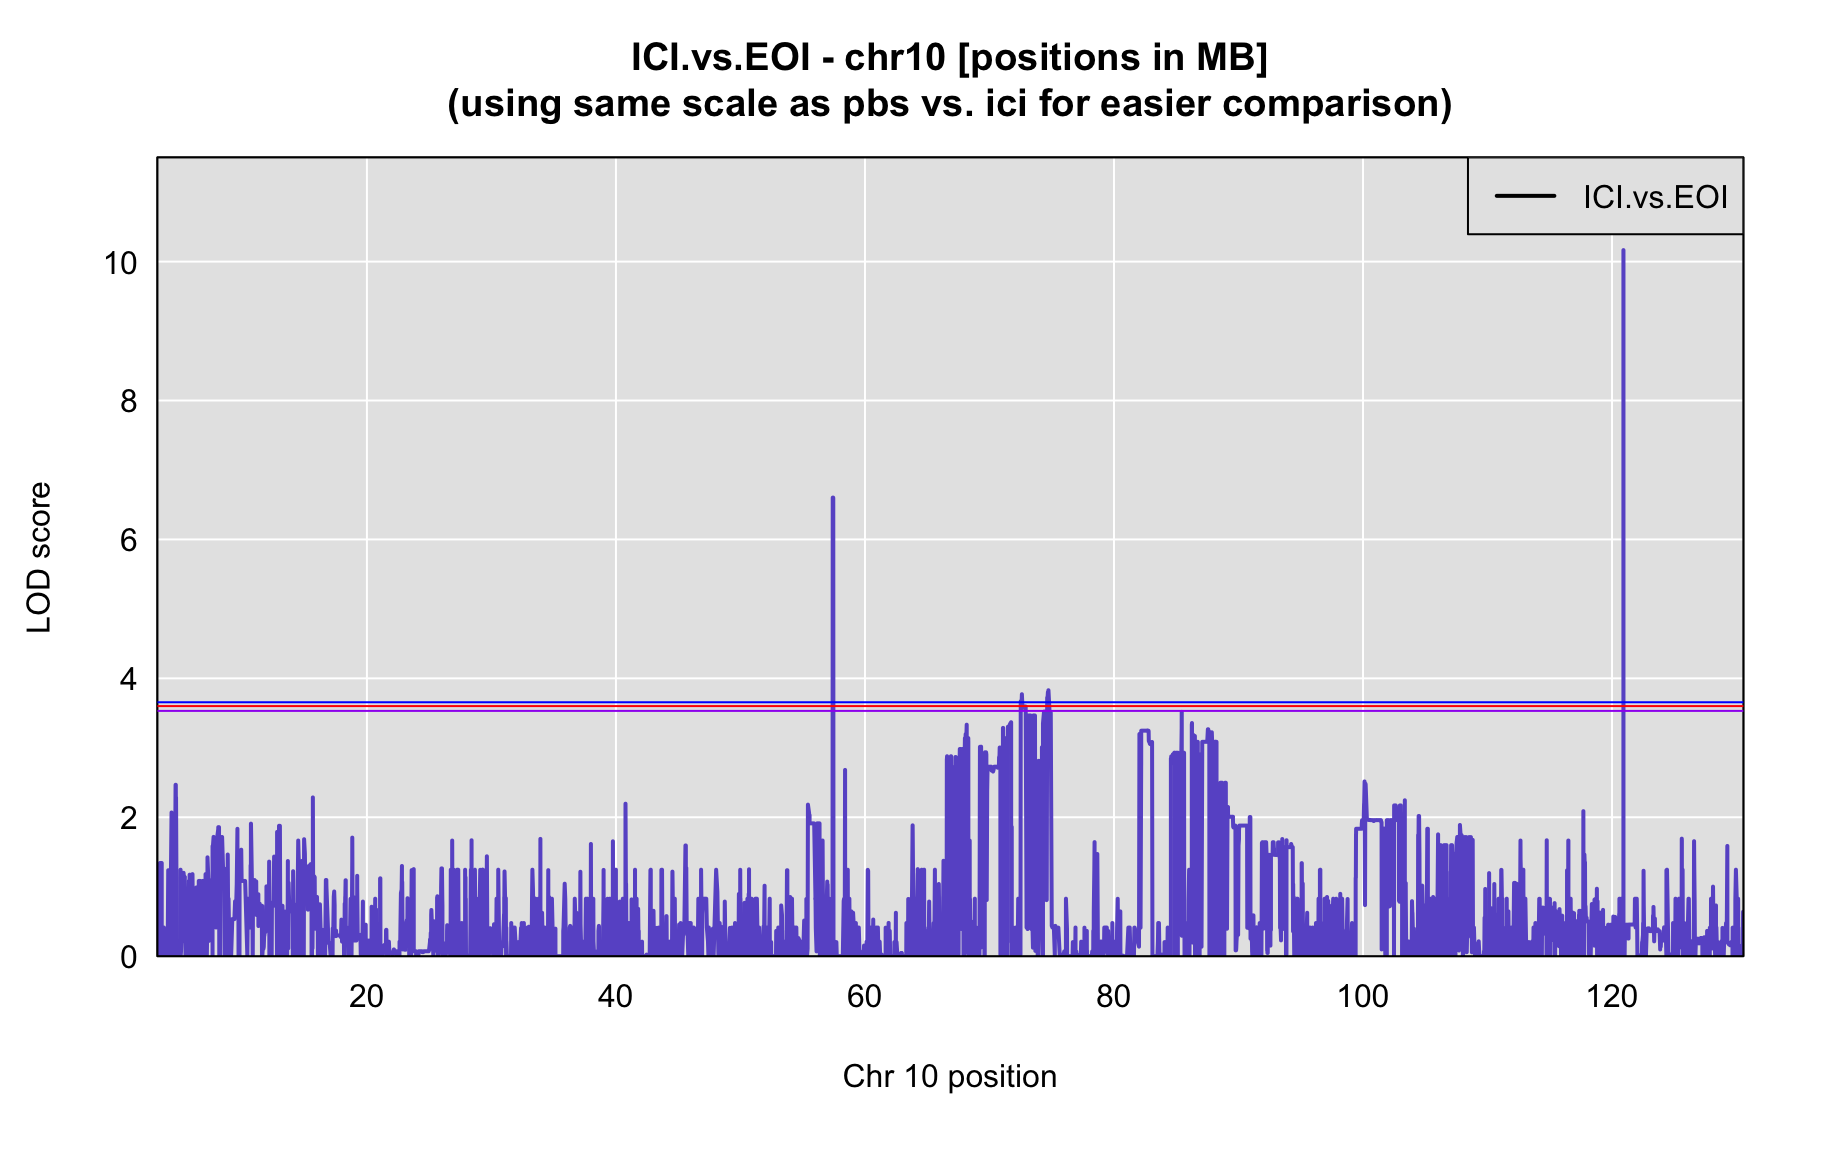 ICI.vs.EOI - chr10 [positions in MB]
(using same scale as pbs vs. ici for easier comparison)
ICI.vs.EOI
LOD score
10
8
6
4
2
0
20
40
60
80
100
120
Chr 10 position